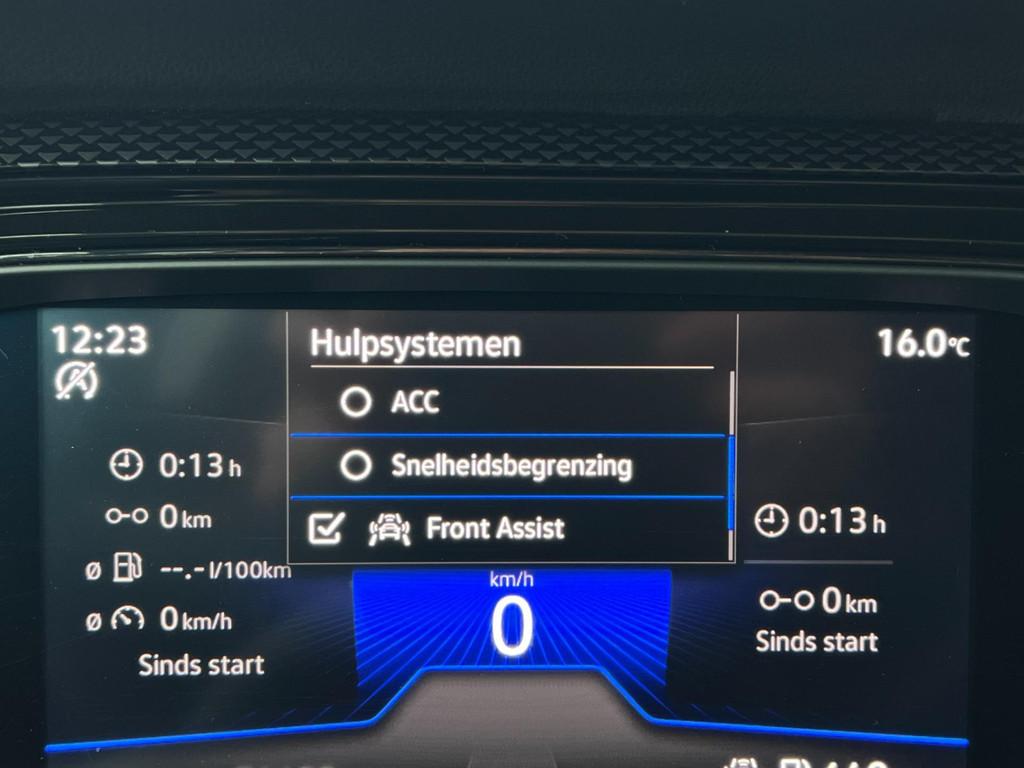 12:23
Hulpsystemen
16.0°C
ACC
Snelheidsbegrenzing
Front Assist
0:13 h
0 km
ø --.- l/100km
ø 0 km/h
Sinds start
km/h
0
0:13 h
0 km
Sinds start